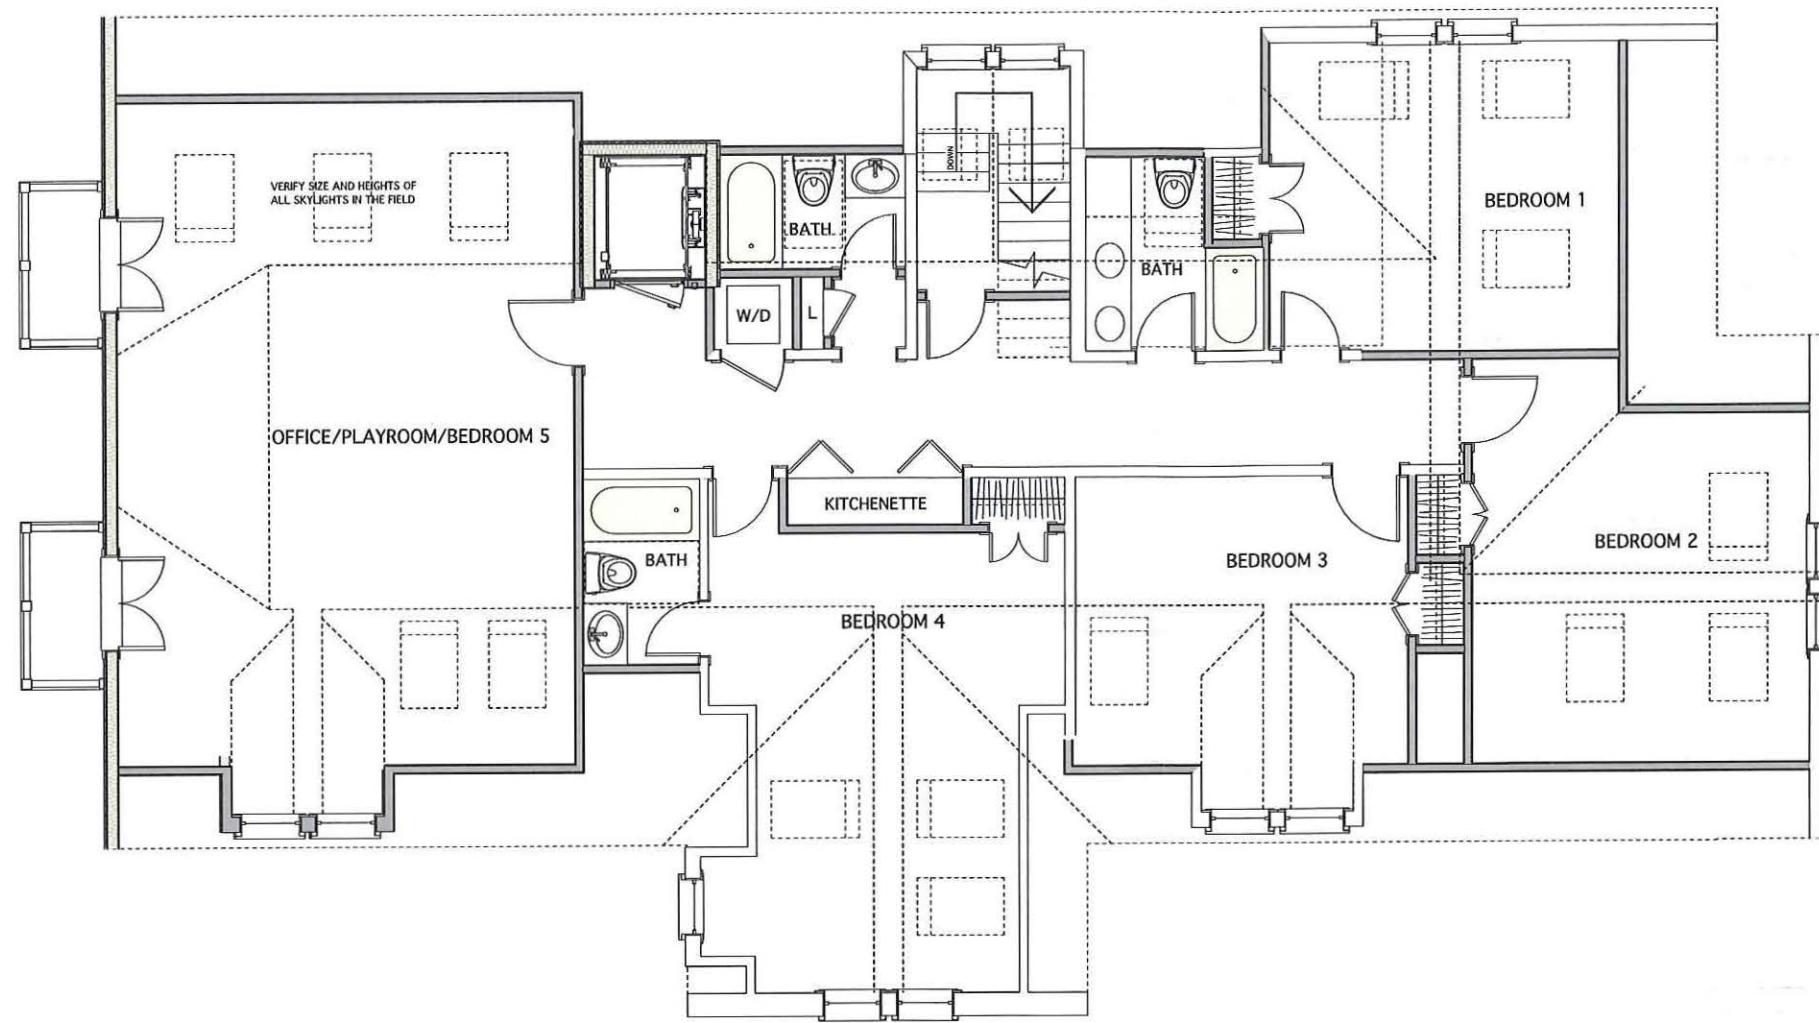 VERIFY SIZE AND HEIGHTS OF
ALL SKYLIGHTS IN THE FIELD
DOWN
BATH
BATH
BEDROOM 1
W/D
L
OFFICE/PLAYROOM/BEDROOM 5
KITCHENETTE
BATH
BEDROOM 3
BEDROOM 2
BEDROOM 4